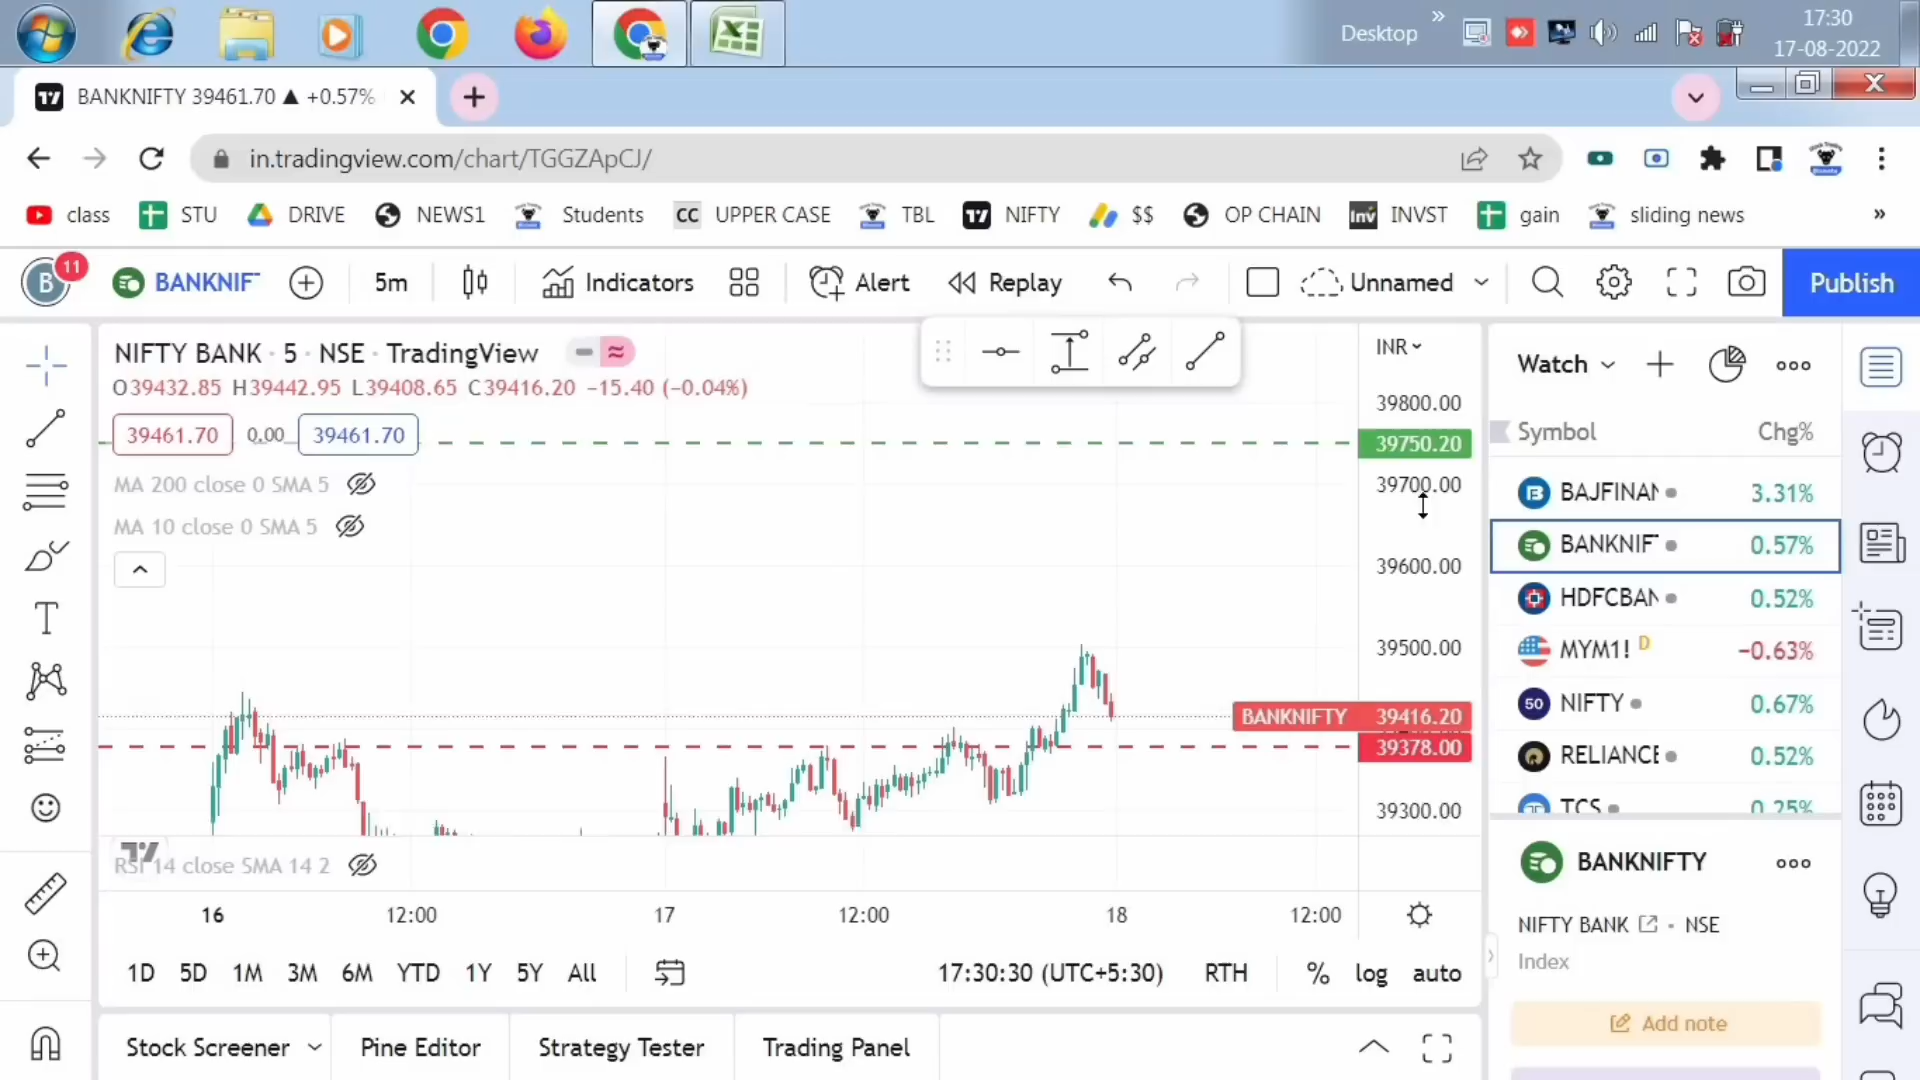 Desktop » 17:30
17-08-2022
BANKNIFTY 39461.70 ▲ +0.57%
in.tradingview.com/chart/TGGZApCJ/
class STU DRIVE NEWS1 Students CC UPPER CASE TBL NIFTY $$ OP CHAIN Inv INVST gain sliding news »
B 11 BANKNIF 5m Indicators Alert Replay Unnamed Publish
NIFTY BANK · 5 · NSE · TradingView
O39432.85 H39442.95 L39408.65 C39416.20 −15.40 (−0.04%)
39461.70 0.00 39461.70
MA 200 close 0 SMA 5
MA 10 close 0 SMA 5
INR
39800.00
39750.20
39700.00
39600.00
39500.00
BANKNIFTY 39416.20
39378.00
39300.00
RSI 14 close SMA 14 2
16 12:00 17 12:00 18 12:00
1D 5D 1M 3M 6M YTD 1Y 5Y All 17:30:30 (UTC+5:30) RTH % log auto
Stock Screener Pine Editor Strategy Tester Trading Panel
Watch
Symbol Chg%
BAJFINAN 3.31%
BANKNIF 0.57%
HDFCBAN 0.52%
MYM1! D −0.63%
50 NIFTY 0.67%
RELIANCE 0.52%
TCS 0.25%
BANKNIFTY
NIFTY BANK · NSE
Index
Add note